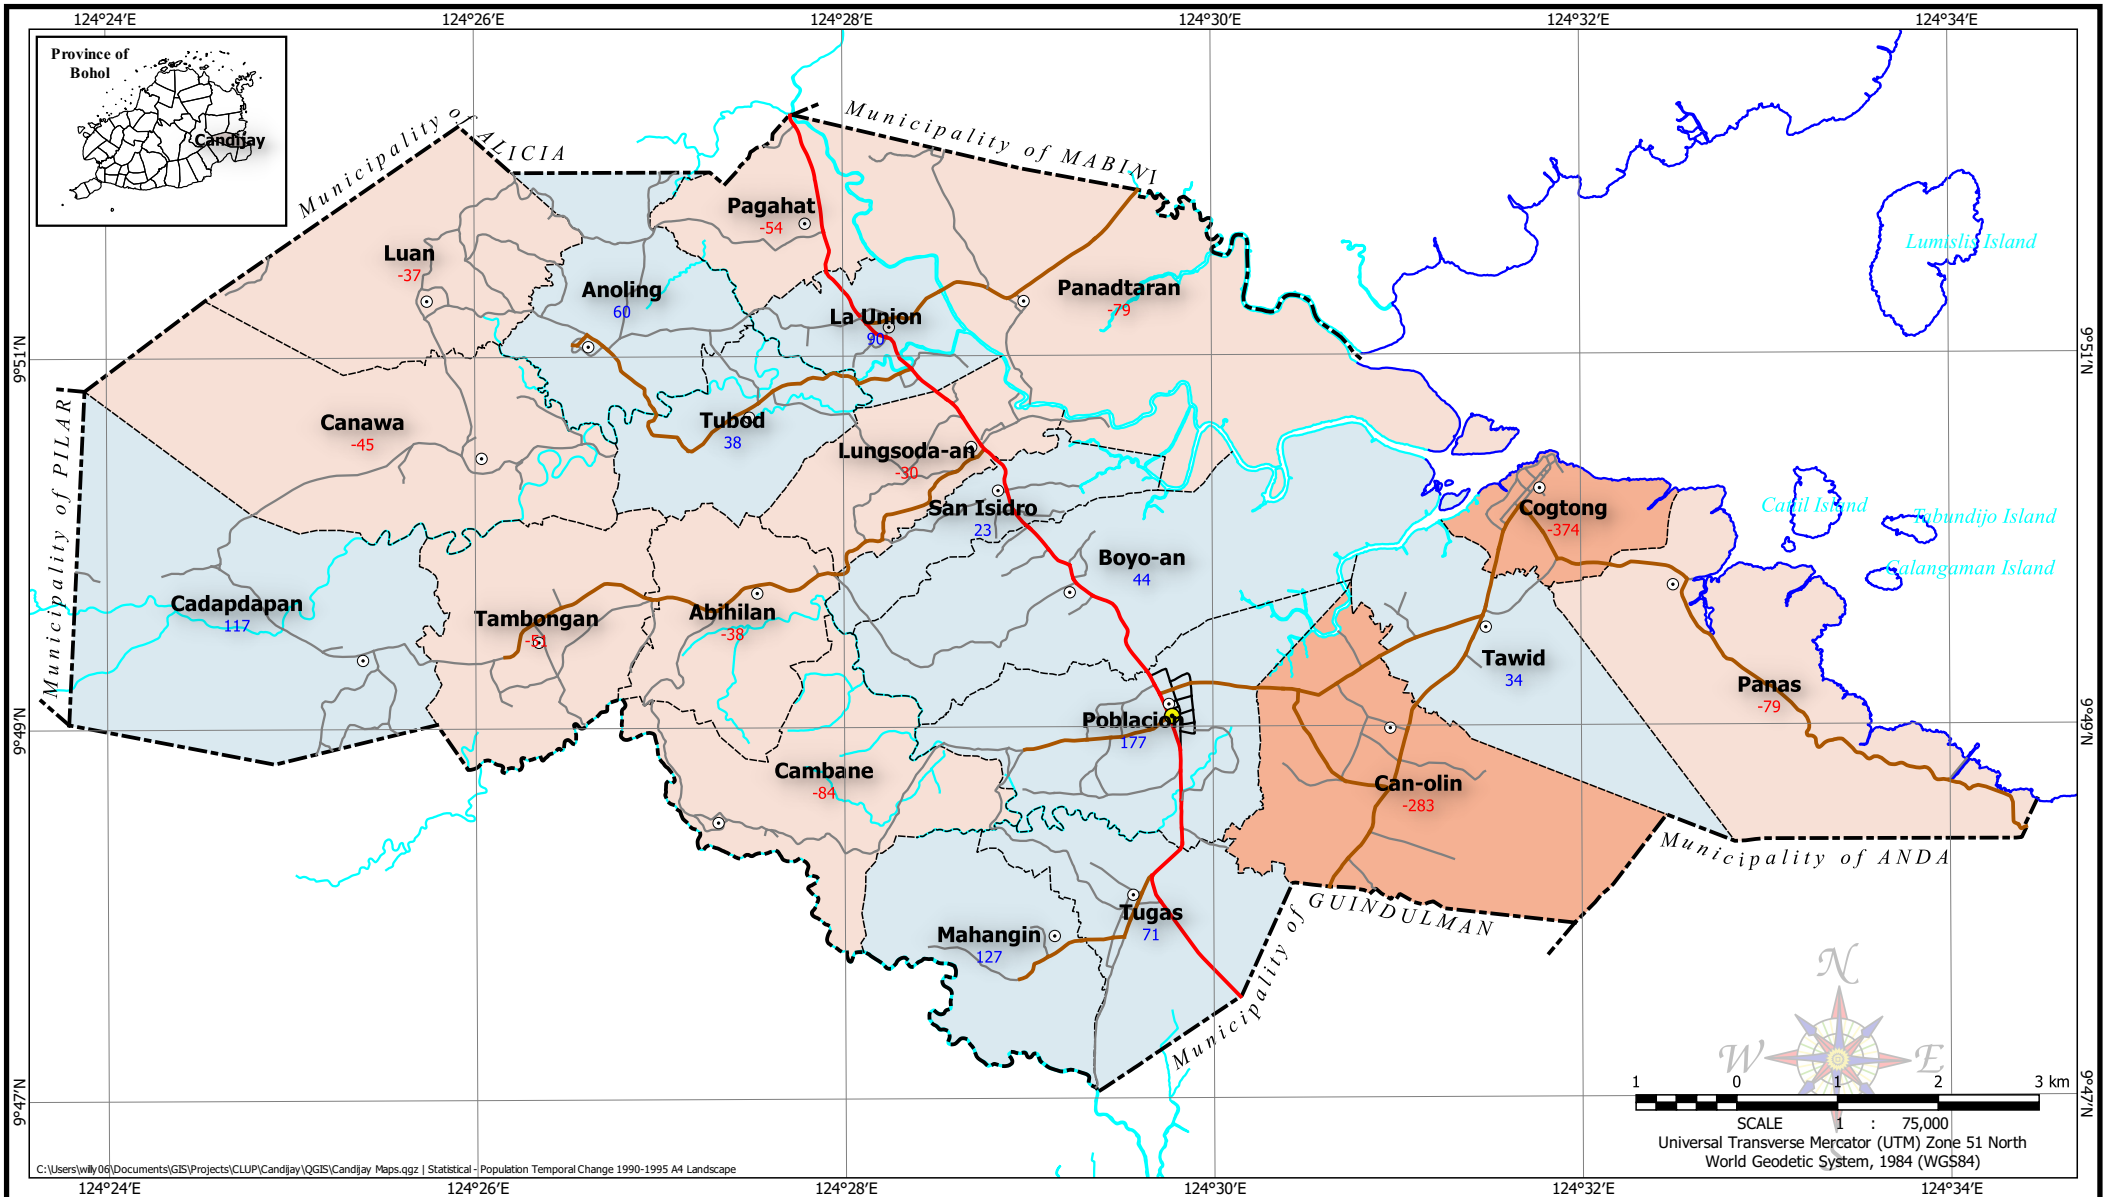 124°24'E 124°26'E 124°28'E 124°30'E 124°32'E 124°34'E
Province of
Bohol
Candijay
Municipality of ALICIA
Municipality of MABINI
Pagahat
-54
Luan
-37
Lumislis Island
Anoling
60
Panadtaran
-79
La Union
90
9°51'N
9°51'N
Canawa
-45
Tubod
38
Lungsoda-an
-30
Municipality of PILAR
San Isidro
23
Cogtong
-374
Catil Island
Tabundijo Island
Boyo-an
44
Calangaman Island
Cadapdapan
117
Tambongan
-51
Abihilan
-38
Tawid
34
Panas
-79
9°49'N
Poblacion
177
9°49'N
Cambane
-84
Can-olin
-283
Municipality of ANDA
Municipality of GUINDULMAN
Tugas
71
Mahangin
127
N
W E
S
1 0 1 2 3 km
9°47'N
9°47'N
SCALE 1 : 75,000
Universal Transverse Mercator (UTM) Zone 51 North
World Geodetic System, 1984 (WGS84)
C:\Users\willy06\Documents\GIS\Projects\CLUP\Candijay\QGIS\Candijay Maps.qgz | Statistical - Population Temporal Change 1990-1995 A4 Landscape
124°24'E 124°26'E 124°28'E 124°30'E 124°32'E 124°34'E